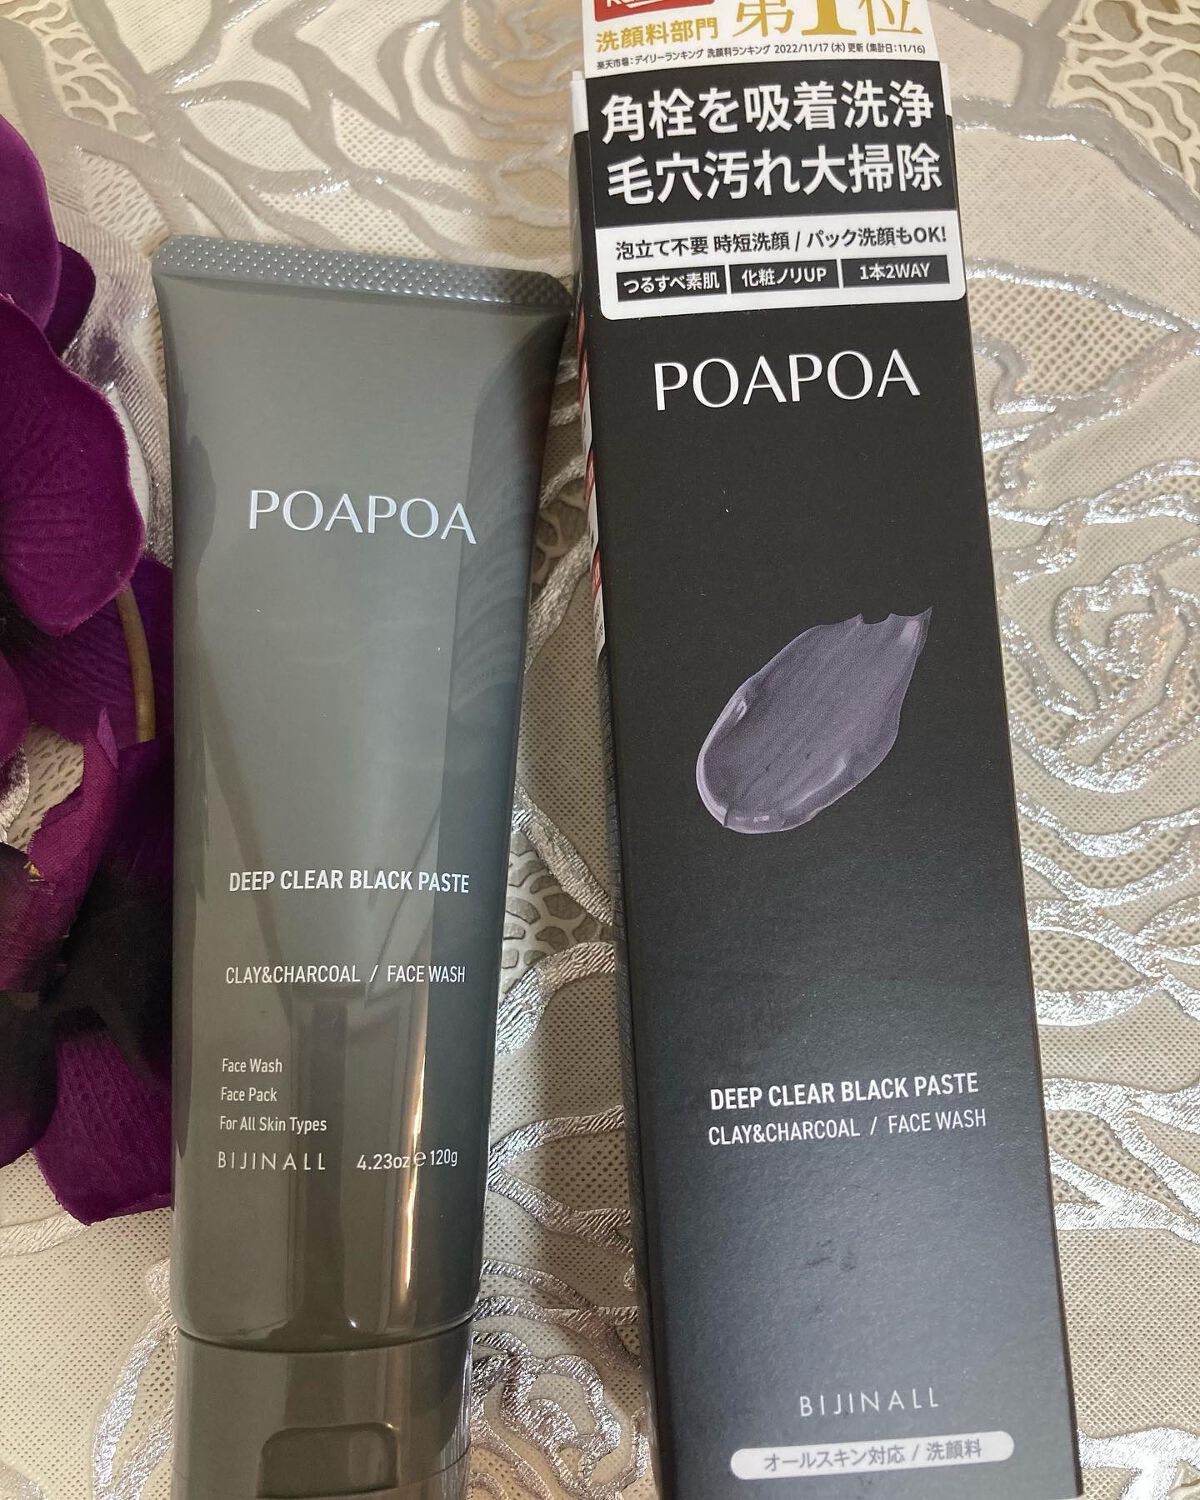 洗顔料部門 第1位
楽天市場:デイリーランキング 洗顔料ランキング 2022/11/17(木)更新(集計日:11/16)
角栓を吸着洗浄
毛穴汚れ大掃除
泡立て不要 時短洗顔 / パック洗顔もOK!
つるすべ素肌 化粧ノリUP 1本2WAY
POAPOA
DEEP CLEAR BLACK PASTE
CLAY&CHARCOAL / FACE WASH
BIJINALL
オールスキン対応 / 洗顔料
POAPOA
DEEP CLEAR BLACK PASTE
CLAY&CHARCOAL / FACE WASH
Face Wash
Face Pack
For All Skin Types
BIJINALL 4.23oz℮120g